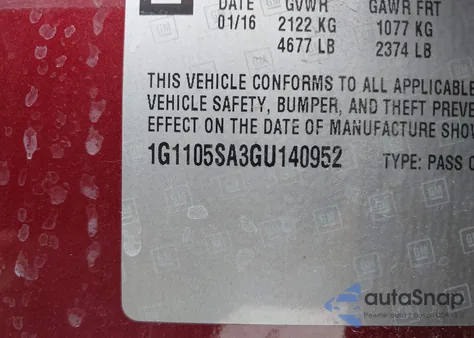 DATE GVWR GAWR FRT
01/16 2122 KG 1077 KG
4677 LB 2374 LB
THIS VEHICLE CONFORMS TO ALL APPLICABLE
VEHICLE SAFETY, BUMPER, AND THEFT PREVE
EFFECT ON THE DATE OF MANUFACTURE SHOW
1G1105SA3GU140952 TYPE: PASS C
GM
autoSnap